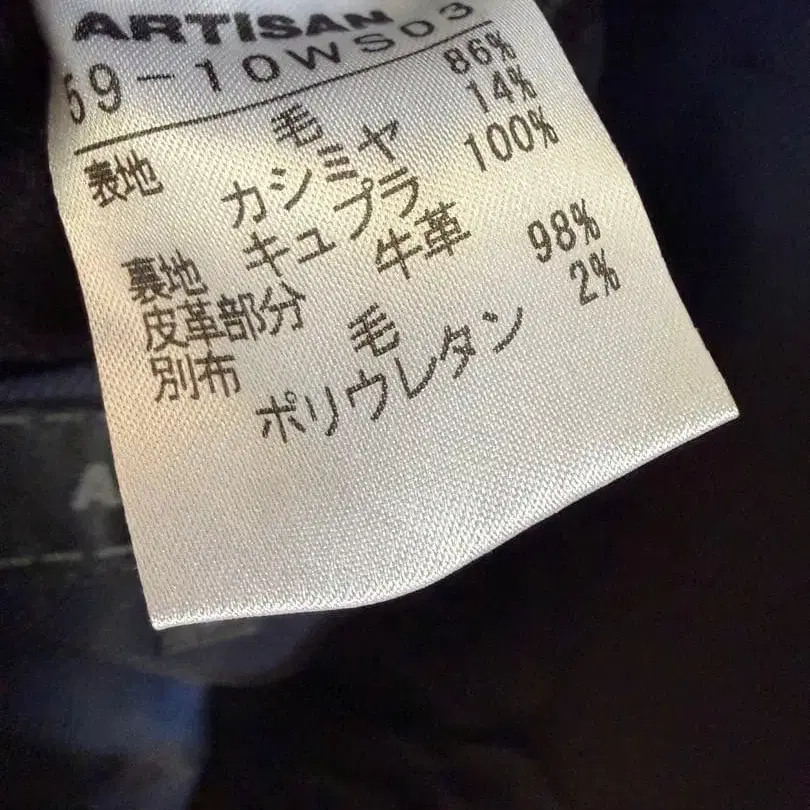 ARTISAN
69-10WS03
表地 毛 86%
カシミヤ 14%
裏地 キュプラ 100%
皮革部分 牛革
別布 毛 98%
ポリウレタン 2%